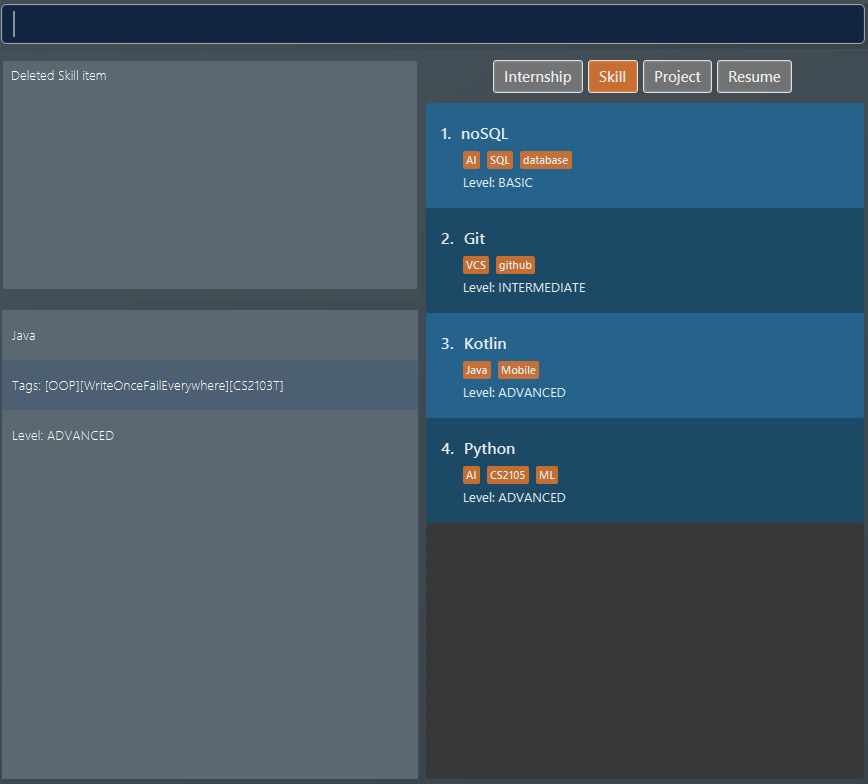 Deleted Skill item
Java
Tags: [OOP][WriteOnceFailEverywhere][CS2103T]
Level: ADVANCED
Internship Skill Project Resume
1. noSQL
AI SQL database
Level: BASIC
2. Git
VCS github
Level: INTERMEDIATE
3. Kotlin
Java Mobile
Level: ADVANCED
4. Python
AI CS2105 ML
Level: ADVANCED